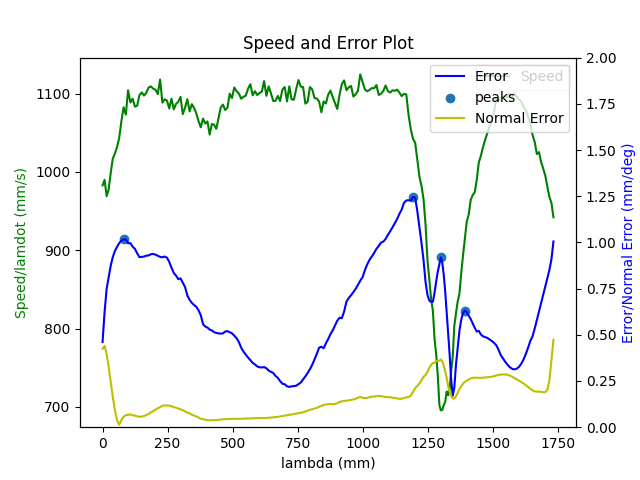 Speed and Error Plot
Error Speed
peaks
Normal Error
1100
1000
900
800
700
Speed/lamdot (mm/s)
2.00
1.75
1.50
1.25
1.00
0.75
0.50
0.25
0.00
Error/Normal Error (mm/deg)
0 250 500 750 1000 1250 1500 1750
lambda (mm)